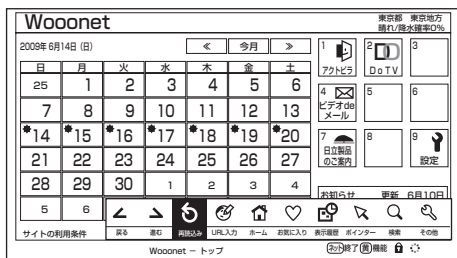 Wooonet
東京都 東京地方
晴れ/降水確率0%
2009年 6月14日 (日)
≪ 今月 ≫
日 月 火 水 木 金 土
25 1 2 3 4 5 6
7 8 9 10 11 12 13
14 15 16 17 18 19 20
21 22 23 24 25 26 27
28 29 30 1 2 3 4
5 6
1 アクトビラ
2 DoTV
3
4 ビデオdeメール
5
6
7 日立製品のご案内
8
9 設定
お知らせ 更新 6月10日
サイトの利用条件
戻る 進む 再読込み URL入力 ホーム お気に入り 表示履歴 ポインター 検索 その他
Wooonet − トップ
ネット終了 黄機能